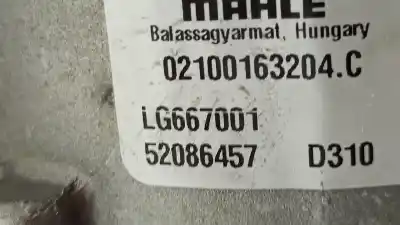 MAHLE
Balassagyarmat, Hungary
02100163204.C
LG667001
52086457 D310